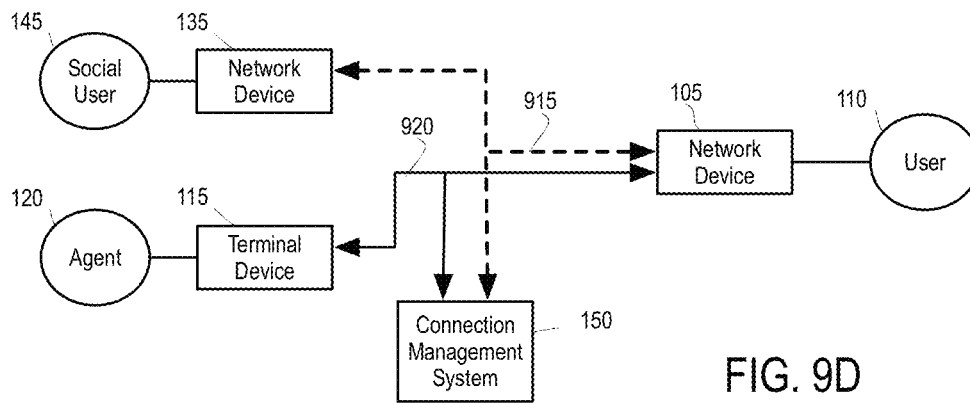 145
135
Social
User
Network
Device
105
110
915
920
Network
Device
User
120
115
Agent
Terminal
Device
Connection
Management
System
150
FIG. 9D